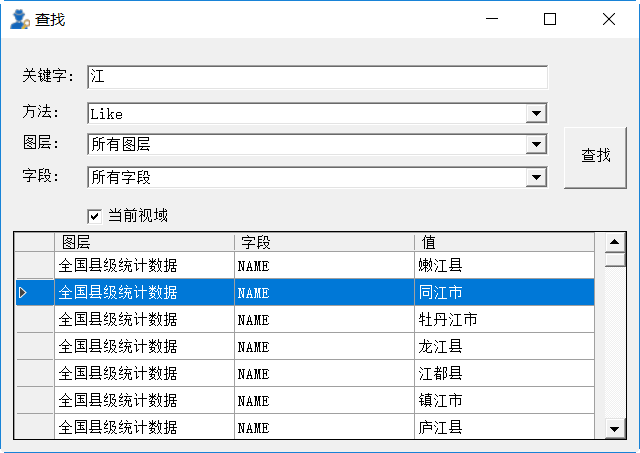 查找
关键字: 江
方法: Like
图层: 所有图层
字段: 所有字段
查找
当前视域
图层 字段 值
全国县级统计数据 NAME 嫩江县
全国县级统计数据 NAME 同江市
全国县级统计数据 NAME 牡丹江市
全国县级统计数据 NAME 龙江县
全国县级统计数据 NAME 江都县
全国县级统计数据 NAME 镇江市
全国县级统计数据 NAME 庐江县